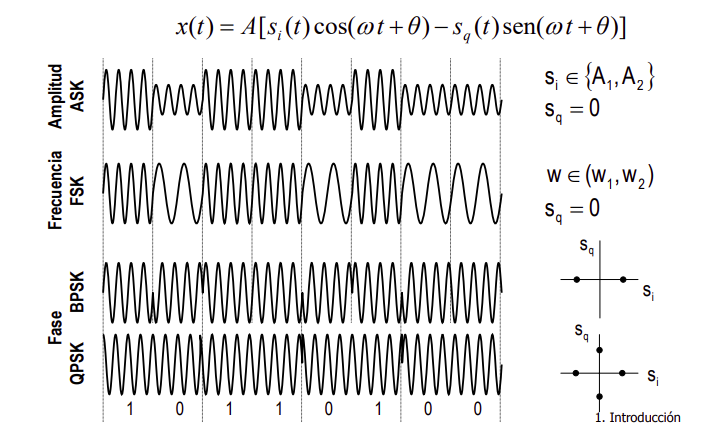 x(t) = A[s_i(t)cos(ωt+θ) − s_q(t)sen(ωt+θ)]
Amplitud
ASK
s_i ∈ {A_1, A_2}
s_q = 0
Frecuencia
FSK
w ∈ (w_1, w_2)
s_q = 0
Fase
BPSK
s_q
s_i
QPSK
s_q
s_i
1 0 1 1 0 1 0 0
1. Introducción